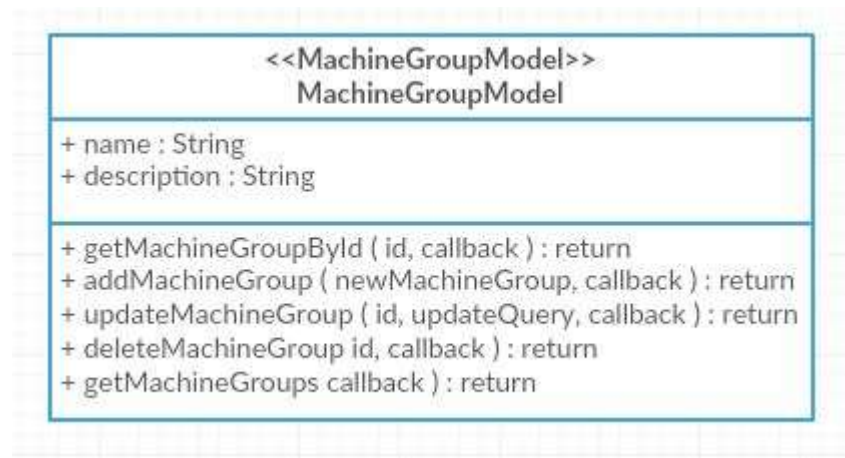 <<MachineGroupModel>>
MachineGroupModel
+ name : String
+ description : String
+ getMachineGroupById ( id, callback ) : return
+ addMachineGroup ( newMachineGroup, callback ) : return
+ updateMachineGroup ( id, updateQuery, callback ) : return
+ deleteMachineGroup id, callback ) : return
+ getMachineGroups callback ) : return